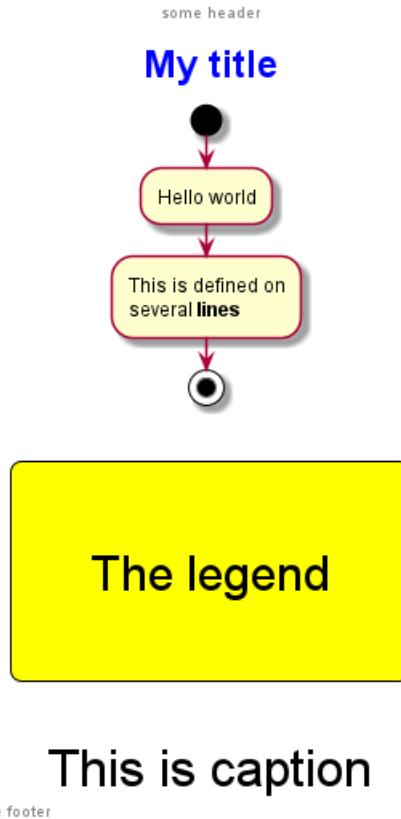 some header
My title
Hello world
This is defined on
several lines
The legend
This is caption
footer